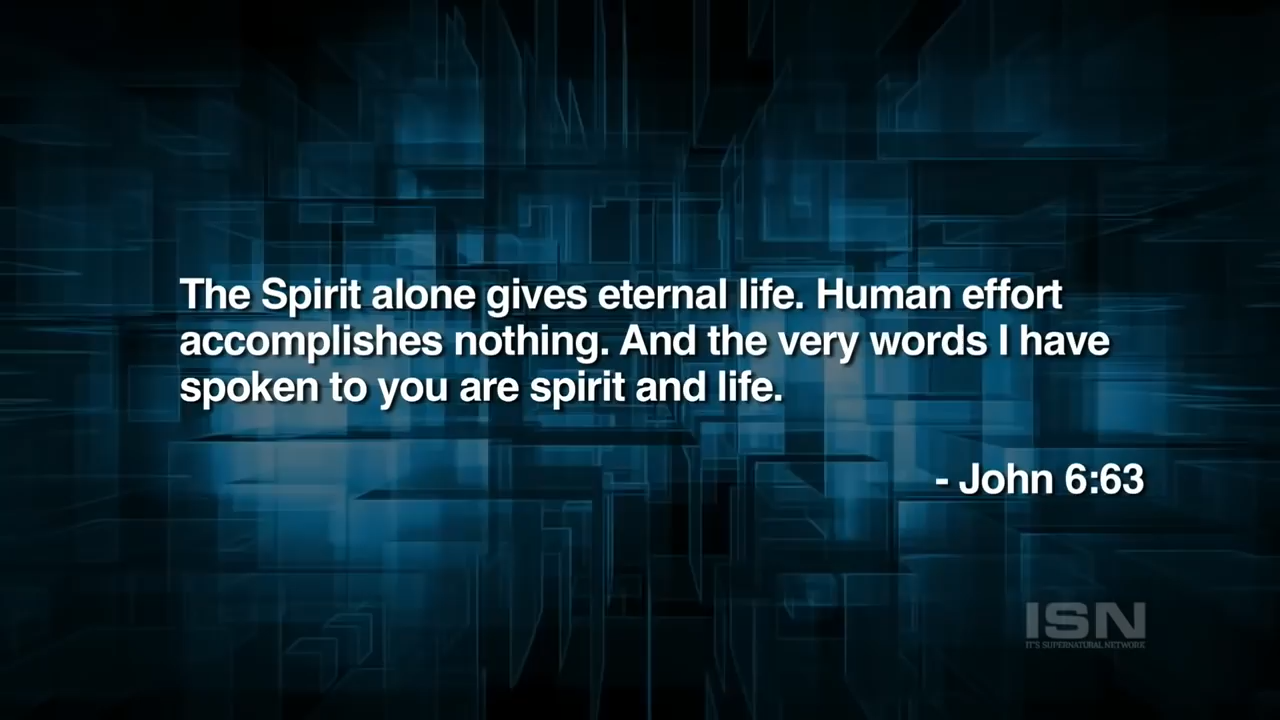 The Spirit alone gives eternal life. Human effort
accomplishes nothing. And the very words I have
spoken to you are spirit and life.
- John 6:63
ISN
IT'S SUPERNATURAL NETWORK